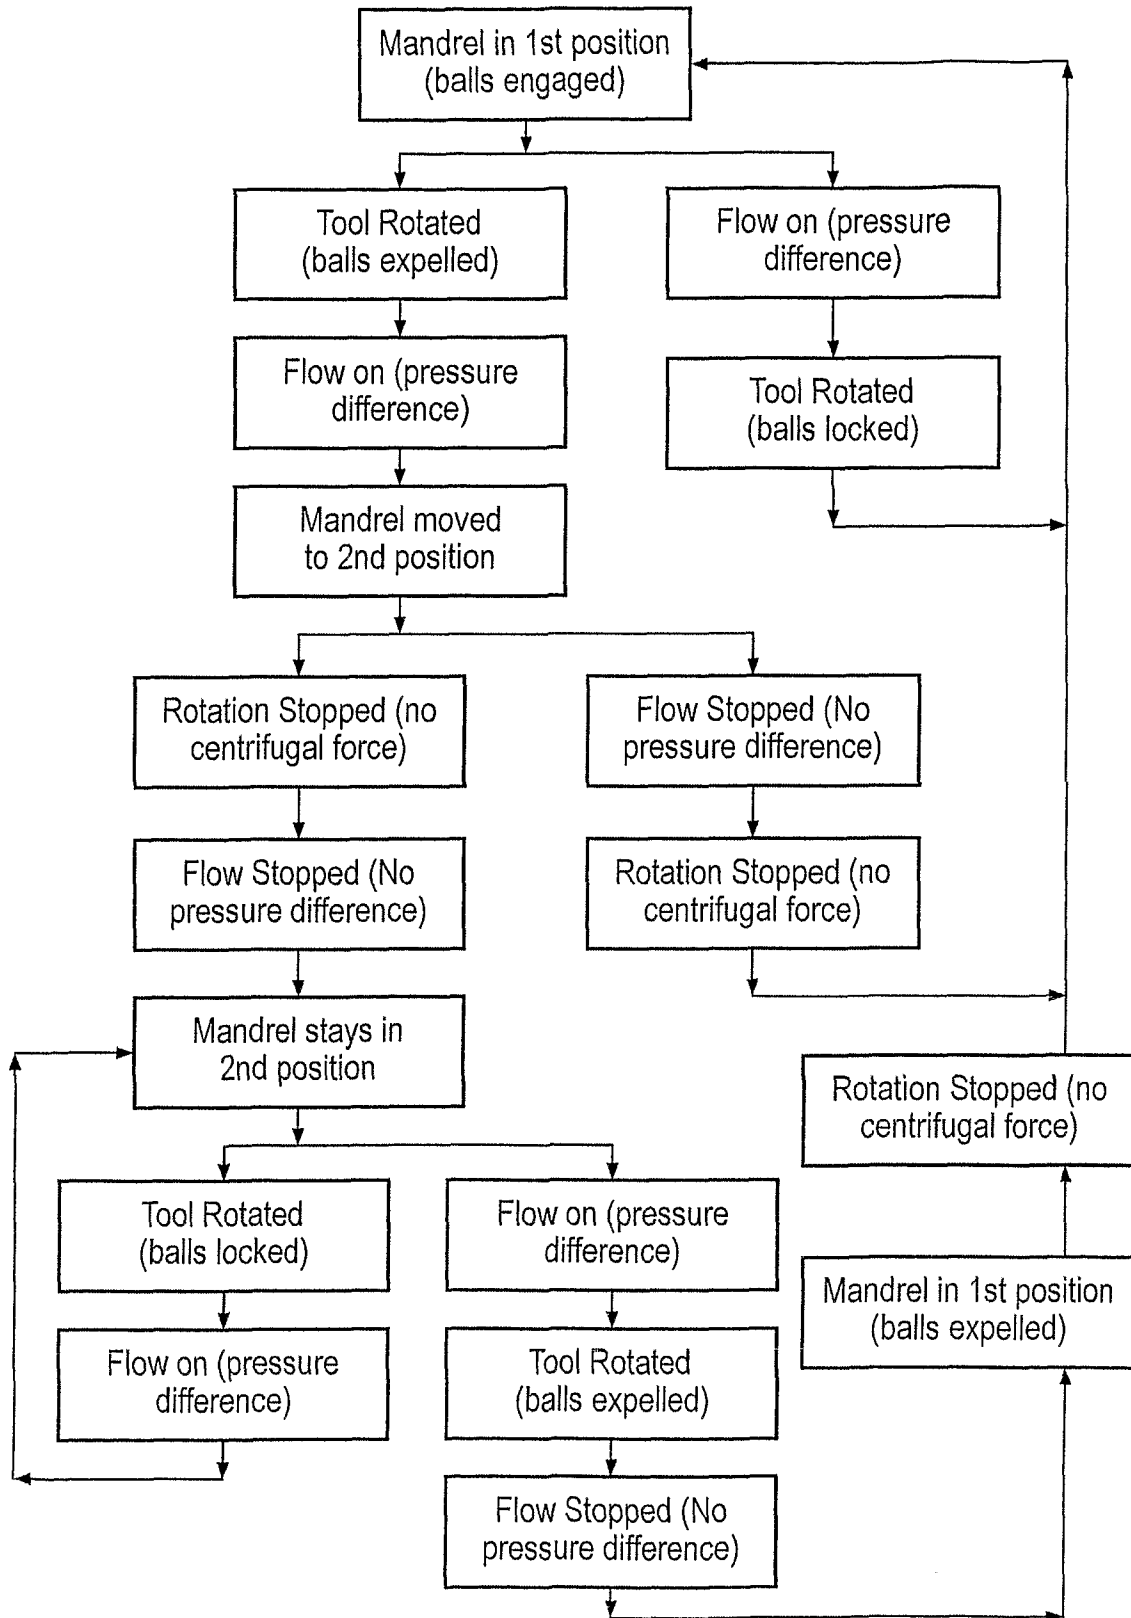 Mandrel in 1st position
(balls engaged)
Tool Rotated
(balls expelled)
Flow on (pressure
difference)
Flow on (pressure
difference)
Tool Rotated
(balls locked)
Mandrel moved
to 2nd position
Rotation Stopped (no
centrifugal force)
Flow Stopped (No
pressure difference)
Flow Stopped (No
pressure difference)
Rotation Stopped (no
centrifugal force)
Mandrel stays in
2nd position
Rotation Stopped (no
centrifugal force)
Tool Rotated
(balls locked)
Flow on (pressure
difference)
Mandrel in 1st position
(balls expelled)
Flow on (pressure
difference)
Tool Rotated
(balls expelled)
Flow Stopped (No
pressure difference)